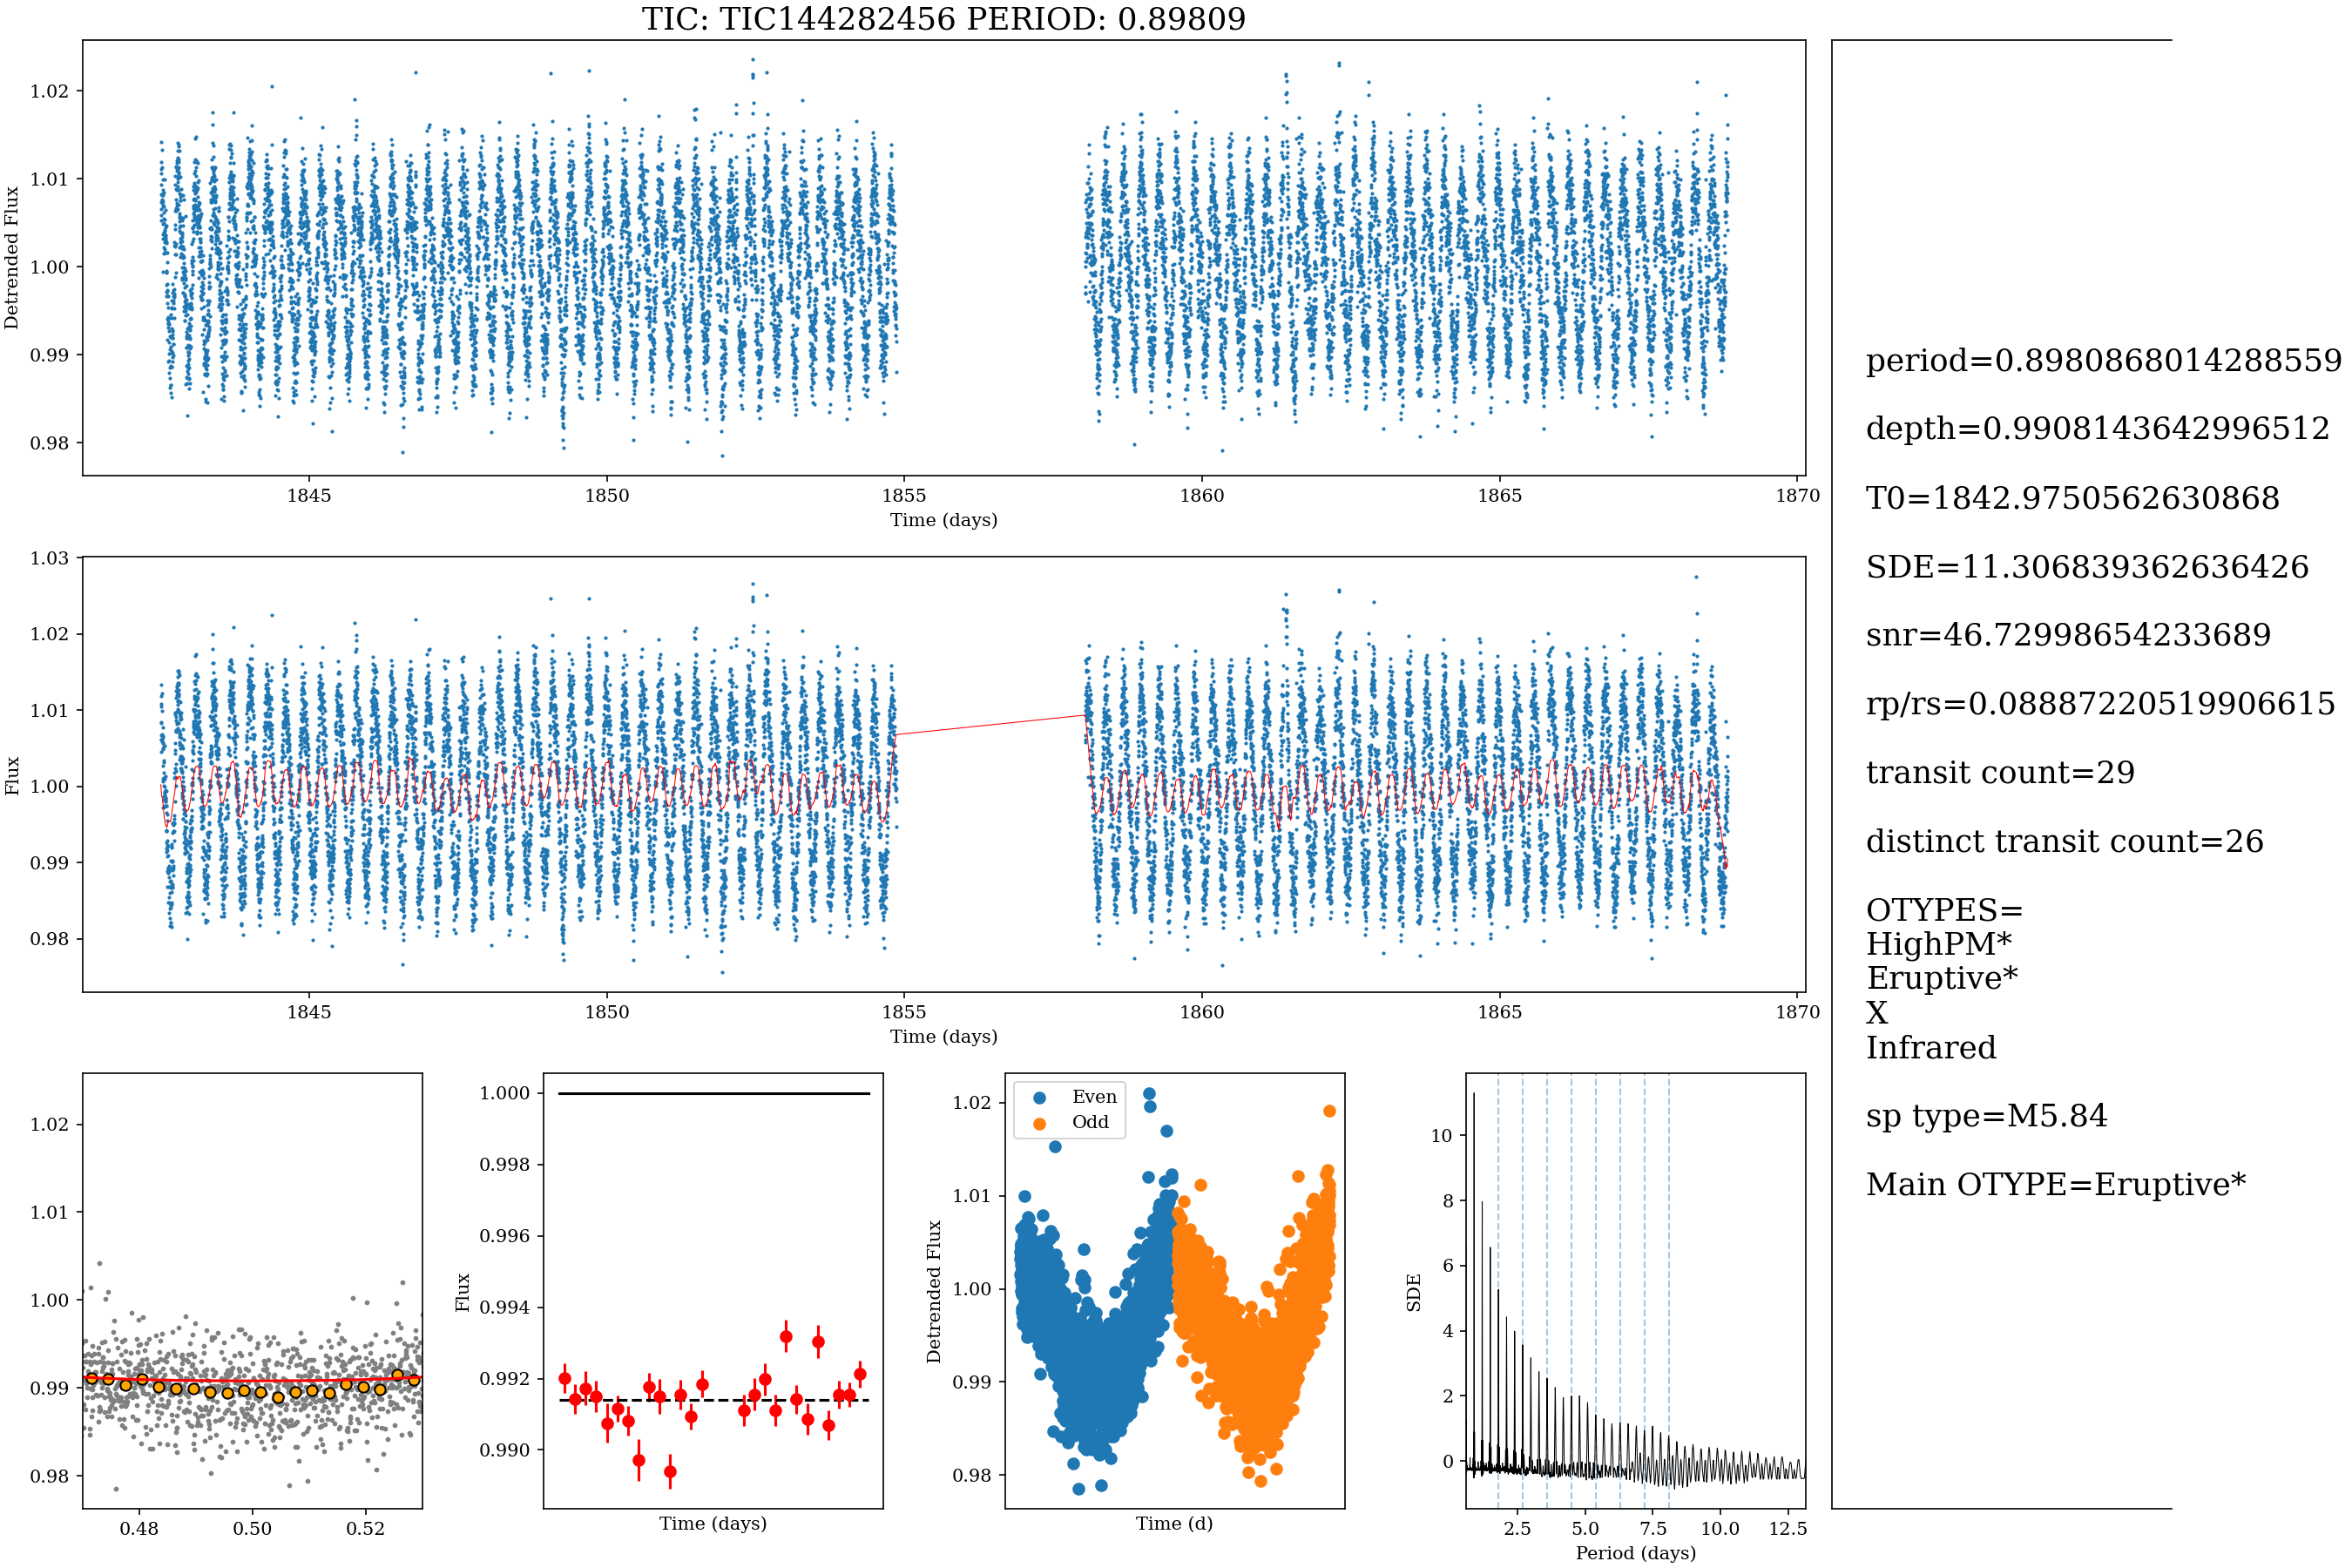 TIC: TIC144282456 PERIOD: 0.89809
Detrended Flux
1.02
1.01
1.00
0.99
0.98
1845
1850
1855
1860
1865
1870
Time (days)
Flux
1.03
1.02
1.01
1.00
0.99
0.98
1845
1850
1855
1860
1865
1870
Time (days)
1.02
1.01
1.00
0.99
0.98
0.48
0.50
0.52
Flux
1.000
0.998
0.996
0.994
0.992
0.990
Time (days)
Detrended Flux
1.02
1.01
1.00
0.99
0.98
Even
Odd
Time (d)
SDE
10
8
6
4
2
0
2.5
5.0
7.5
10.0
12.5
Period (days)
period=0.8980868014288559
depth=0.9908143642996512
T0=1842.9750562630868
SDE=11.306839362636426
snr=46.72998654233689
rp/rs=0.08887220519906615
transit count=29
distinct transit count=26
OTYPES=
HighPM*
Eruptive*
X
Infrared
sp type=M5.84
Main OTYPE=Eruptive*